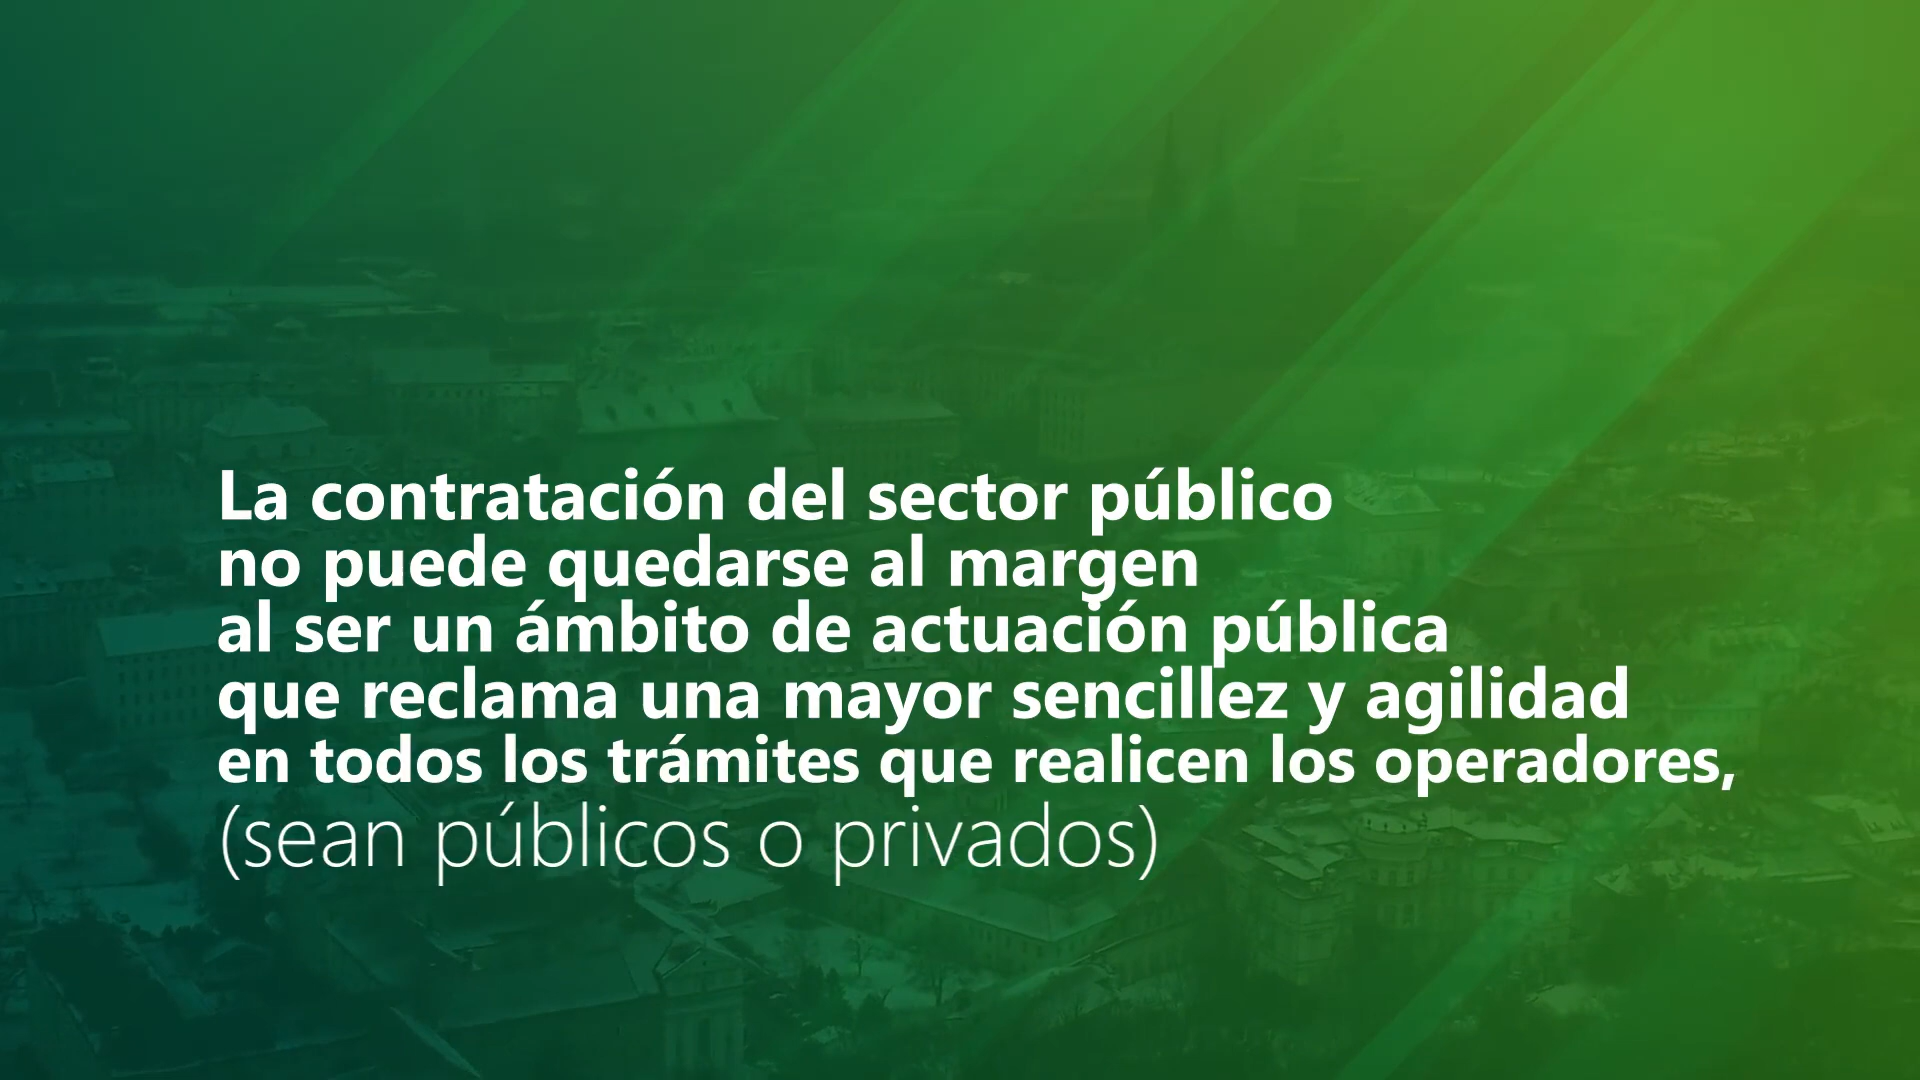 La contratación del sector público
no puede quedarse al margen
al ser un ámbito de actuación pública
que reclama una mayor sencillez y agilidad
en todos los trámites que realicen los operadores,
(sean públicos o privados)